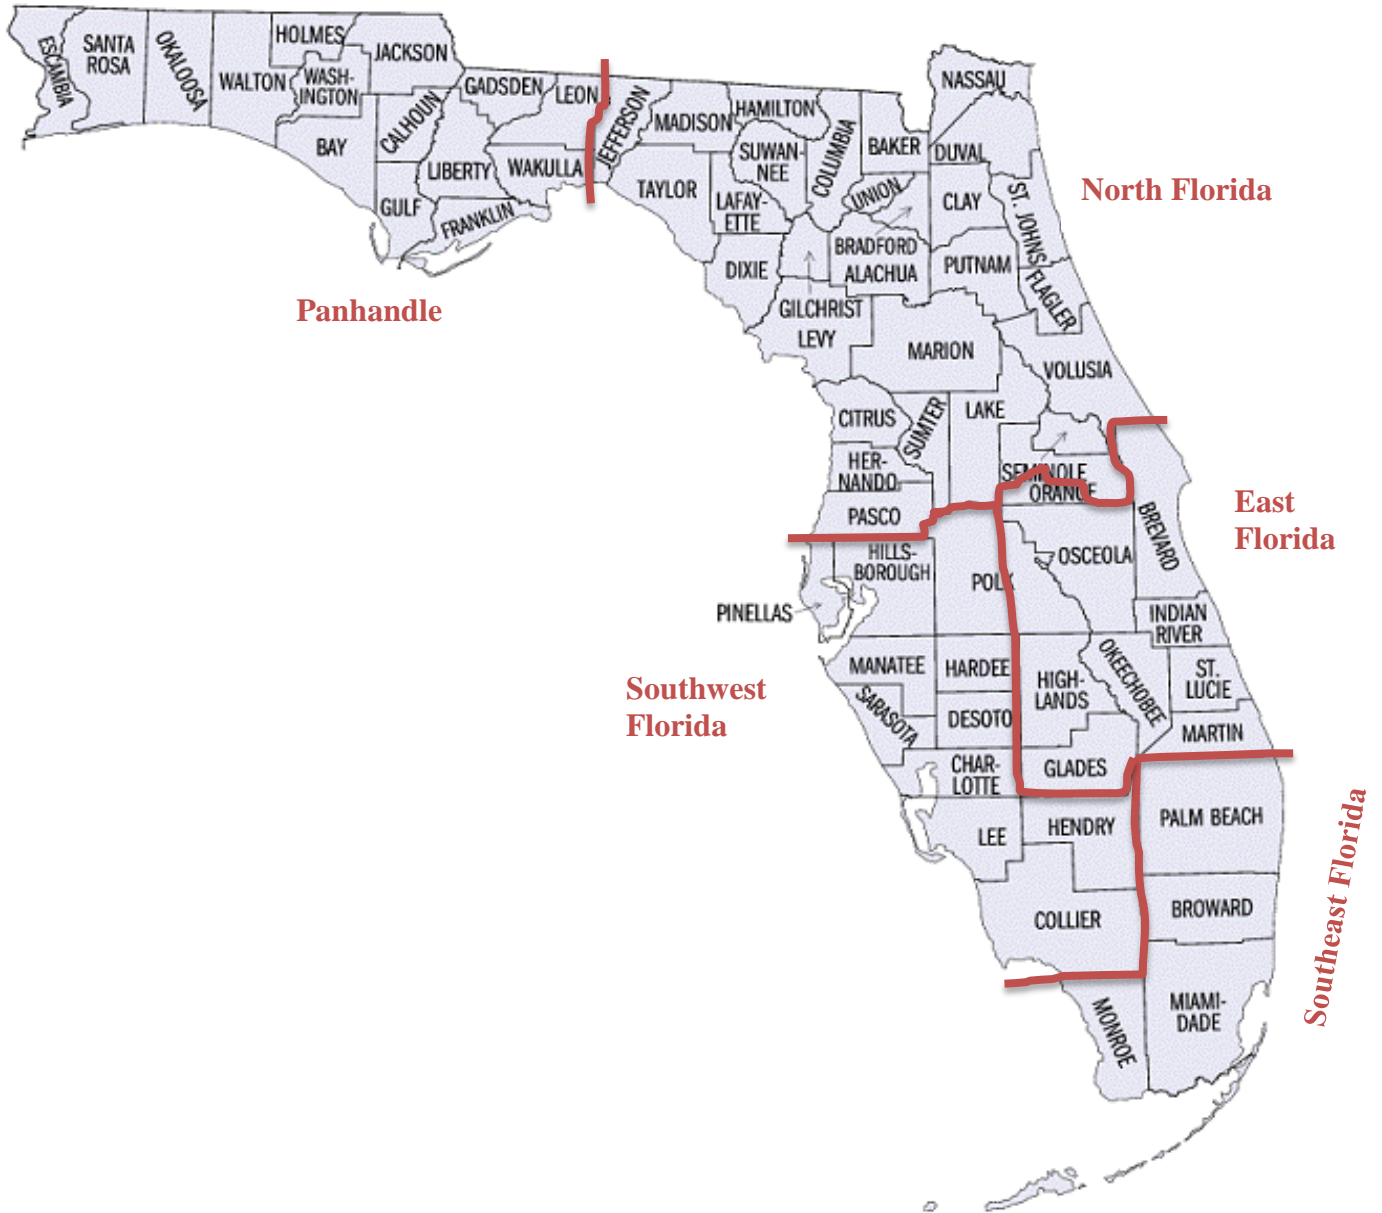 ESCAMBIA
SANTA
ROSA
OKALOOSA
WALTON
HOLMES
WASH-
INGTON
JACKSON
BAY
CALHOUN
GULF
GADSDEN
LIBERTY
FRANKLIN
LEON
WAKULLA
JEFFERSON
MADISON
TAYLOR
HAMILTON
SUWAN-
NEE
LAFAY-
ETTE
DIXIE
COLUMBIA
BAKER
UNION
BRADFORD
ALACHUA
GILCHRIST
LEVY
NASSAU
DUVAL
CLAY
ST. JOHNS
PUTNAM
FLAGLER
MARION
VOLUSIA
CITRUS
SUMTER
LAKE
HER-
NANDO
PASCO
SEMINOLE
ORANGE
BREVARD
HILLS-
BOROUGH
PINELLAS
POLK
OSCEOLA
INDIAN
RIVER
MANATEE
HARDEE
HIGH-
LANDS
OKEECHOBEE
ST.
LUCIE
SARASOTA
DESOTO
MARTIN
CHAR-
LOTTE
GLADES
LEE
HENDRY
PALM BEACH
COLLIER
BROWARD
MONROE
MIAMI-
DADE
Panhandle
North Florida
East
Florida
Southwest
Florida
Southeast Florida